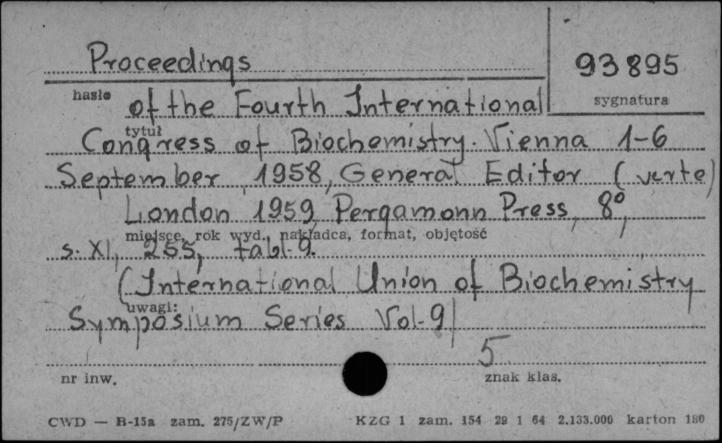 Proceedings
93895
hasło
sygnatura
of the Fourth International
tytuł
Congress of Biochemistry. Vienna 1-6
September, 1958, General Editor (verte)
London 1959, Pergamonn Press, 8°,
miejsce, rok wyd., nakładca, format, objętość
s. XI, 255, tabl. 9.
(International Union of Biochemistry
uwagi:
Symposium Series Vol. 9)
5
nr inw.
znak klas.
CWD — B-15a zam. 275/ZW/P
KZG 1 zam. 154 29 1 64 2.133.000 karton 180